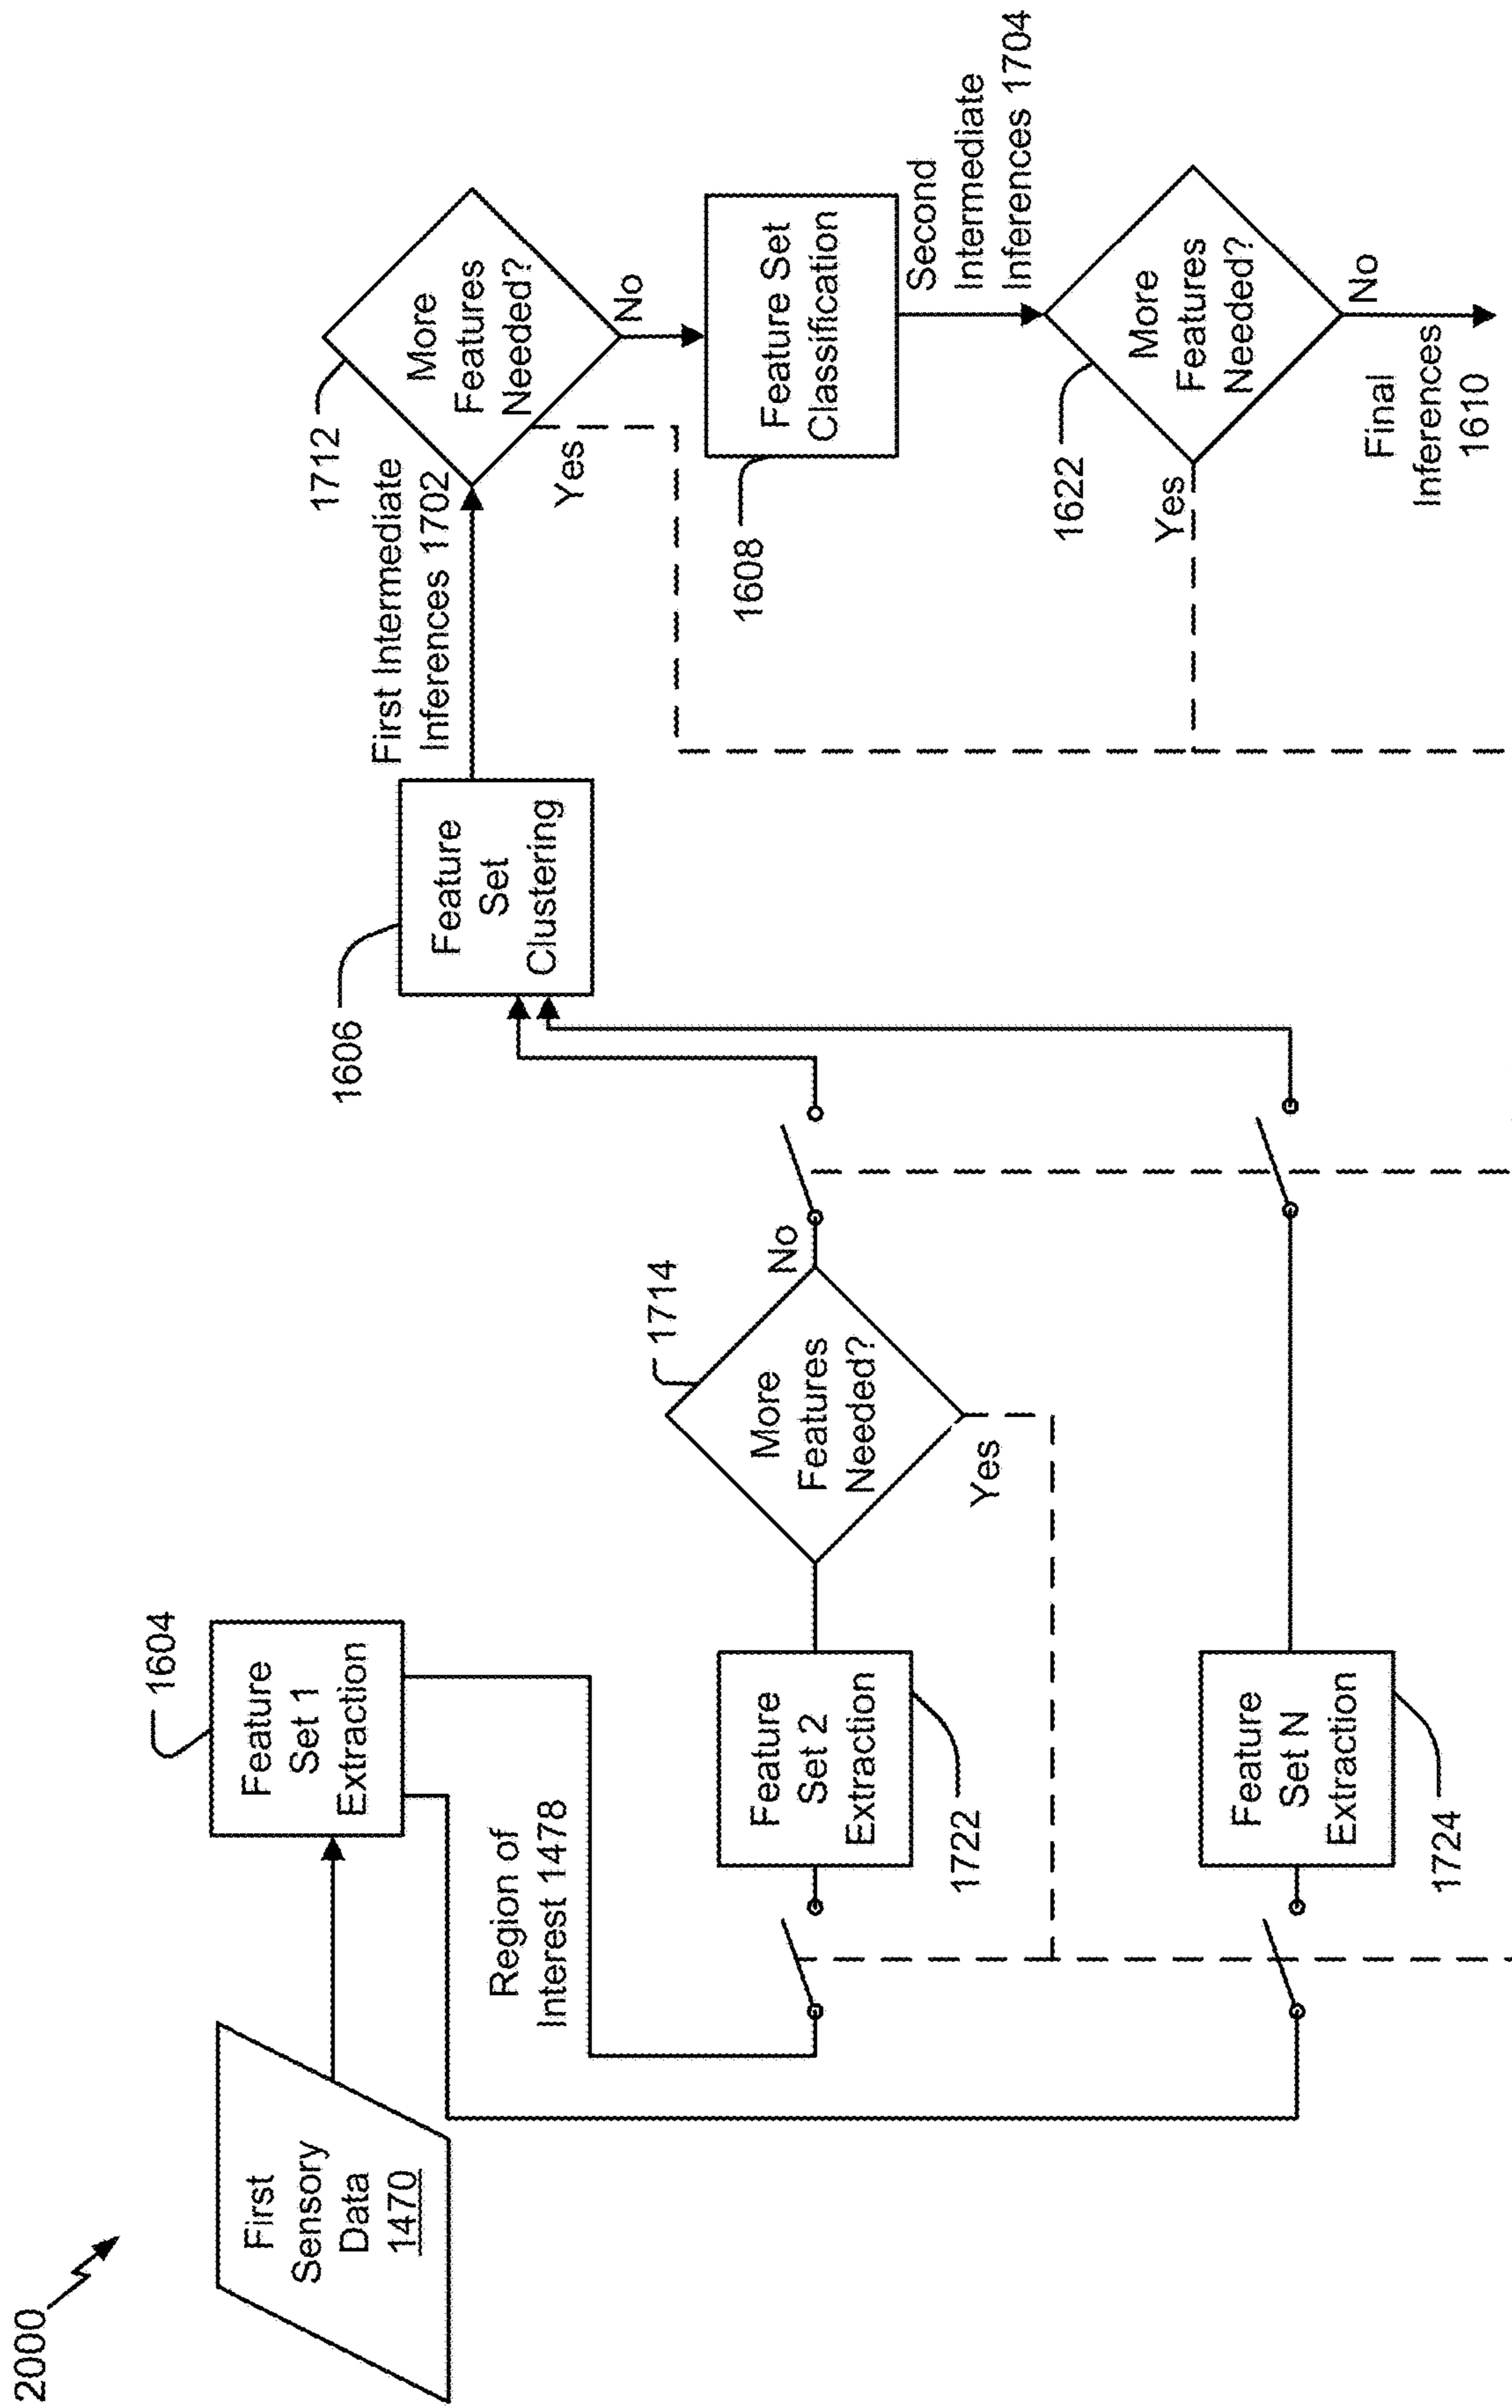 2000
First
Sensory
Data
1470
1604
Feature
Set 1
Extraction
Region of
Interest 1478
Feature
Set 2
Extraction
1722
1714
More
Features
Needed?
No
Yes
Feature
Set N
Extraction
1724
1606
Feature
Set
Clustering
First Intermediate
Inferences 1702
1712
More
Features
Needed?
No
Yes
Feature Set
Classification
1608
Second
Intermediate
Inferences 1704
1622
More
Features
Needed?
Yes
No
Final
Inferences
1610